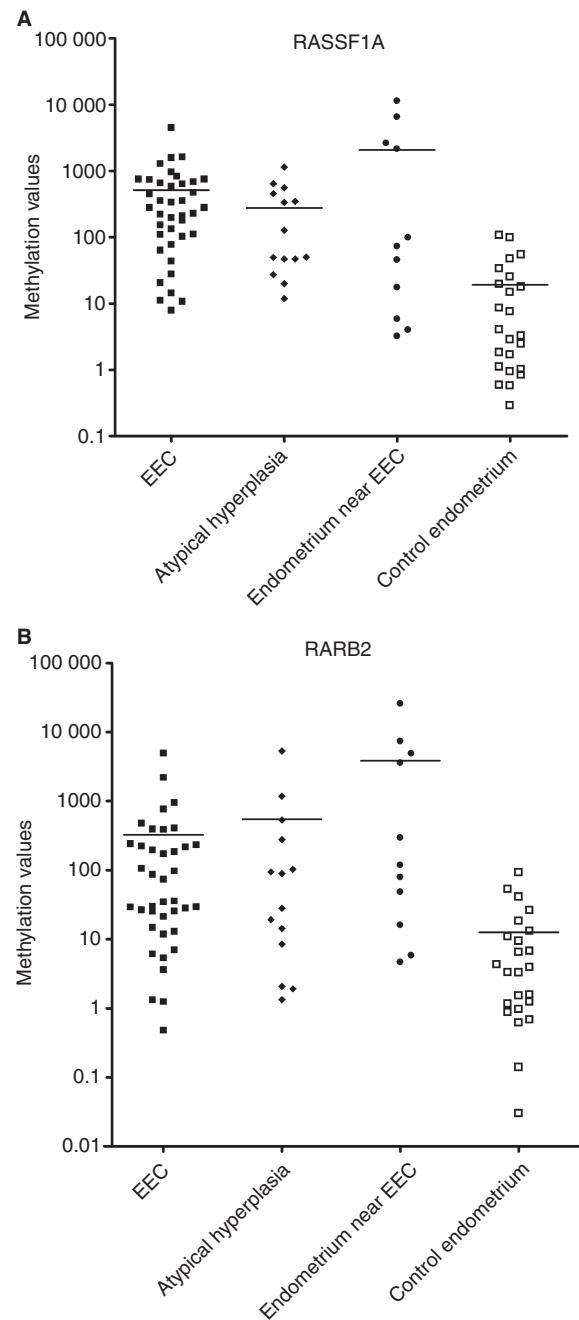 A
RASSF1A
100 000
10 000
1000
100
10
1
0.1
Methylation values
EEC
Atypical hyperplasia
Endometrium near EEC
Control endometrium
B
RARB2
100 000
10 000
1000
100
10
1
0.1
0.01
Methylation values
EEC
Atypical hyperplasia
Endometrium near EEC
Control endometrium